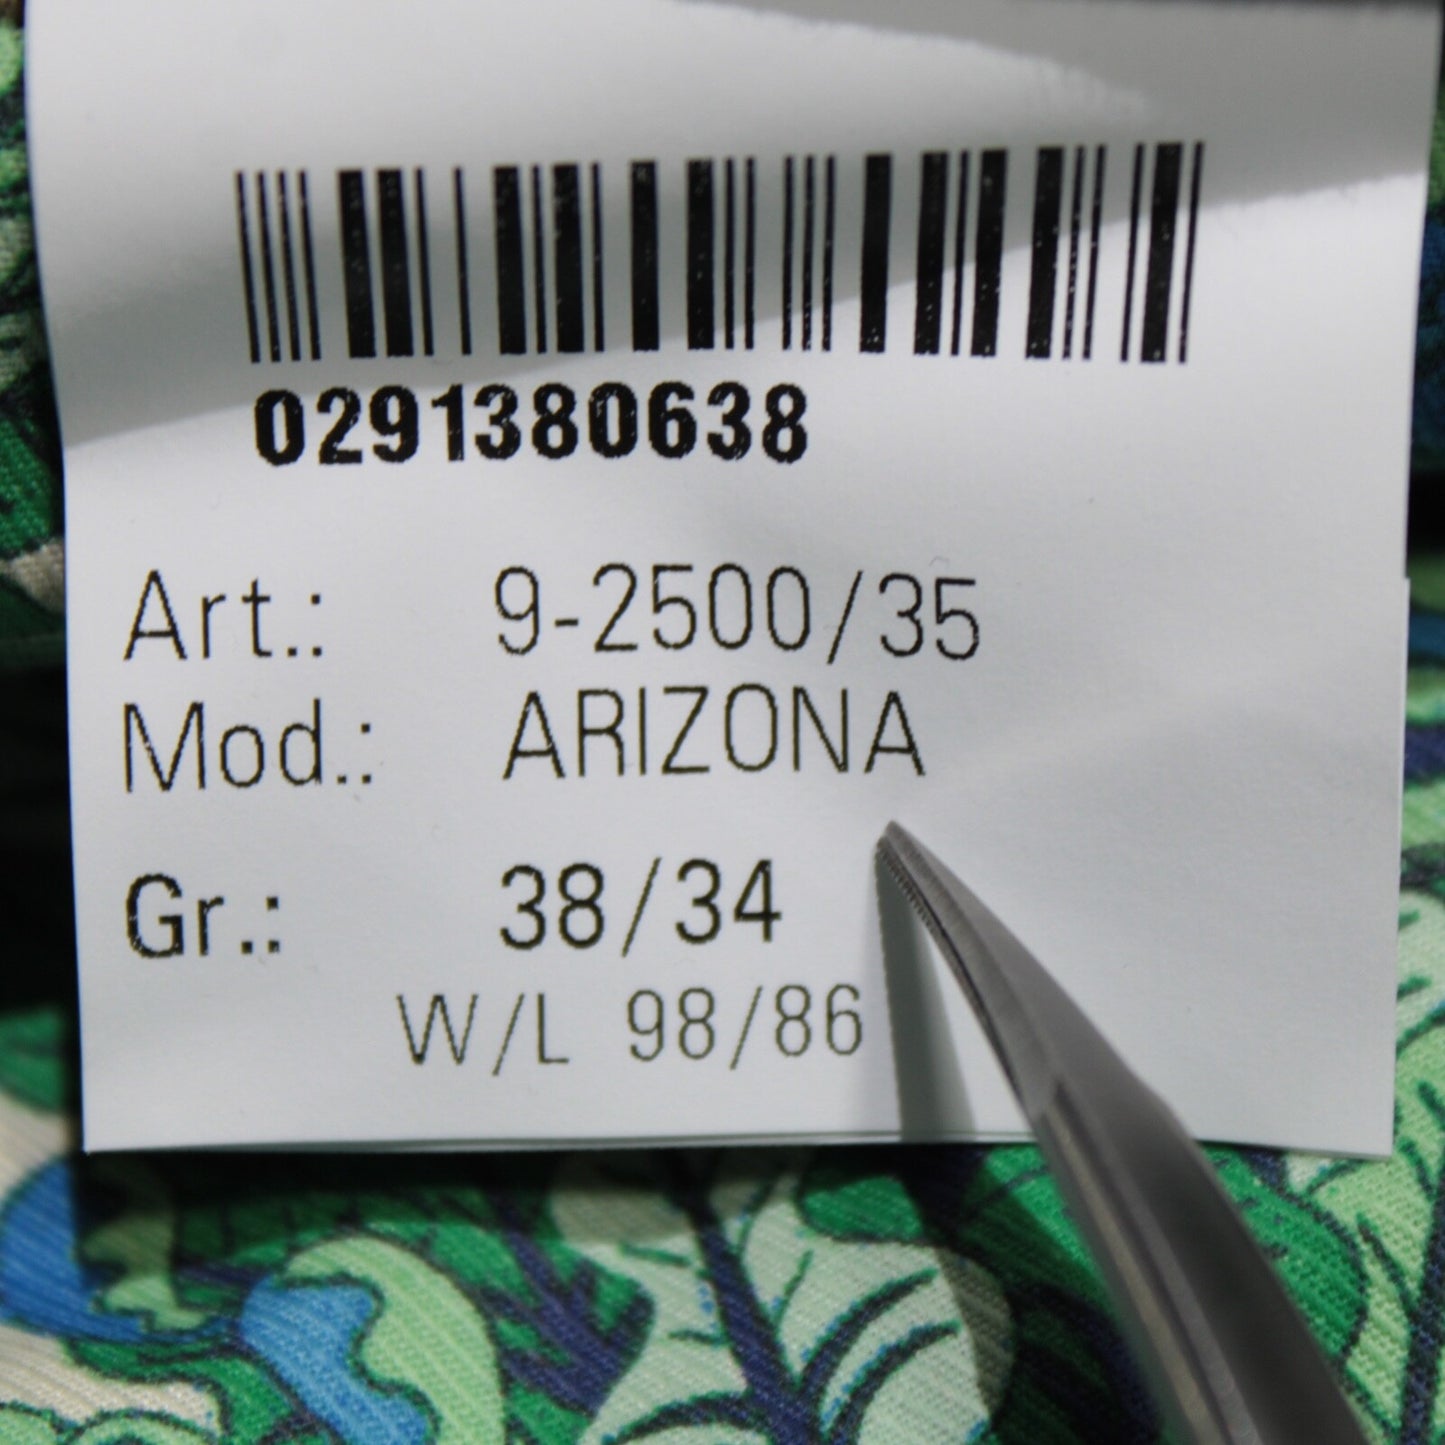 0291380638
Art.: 9-2500/35
Mod.: ARIZONA
Gr.: 38/34
W/L 98/86